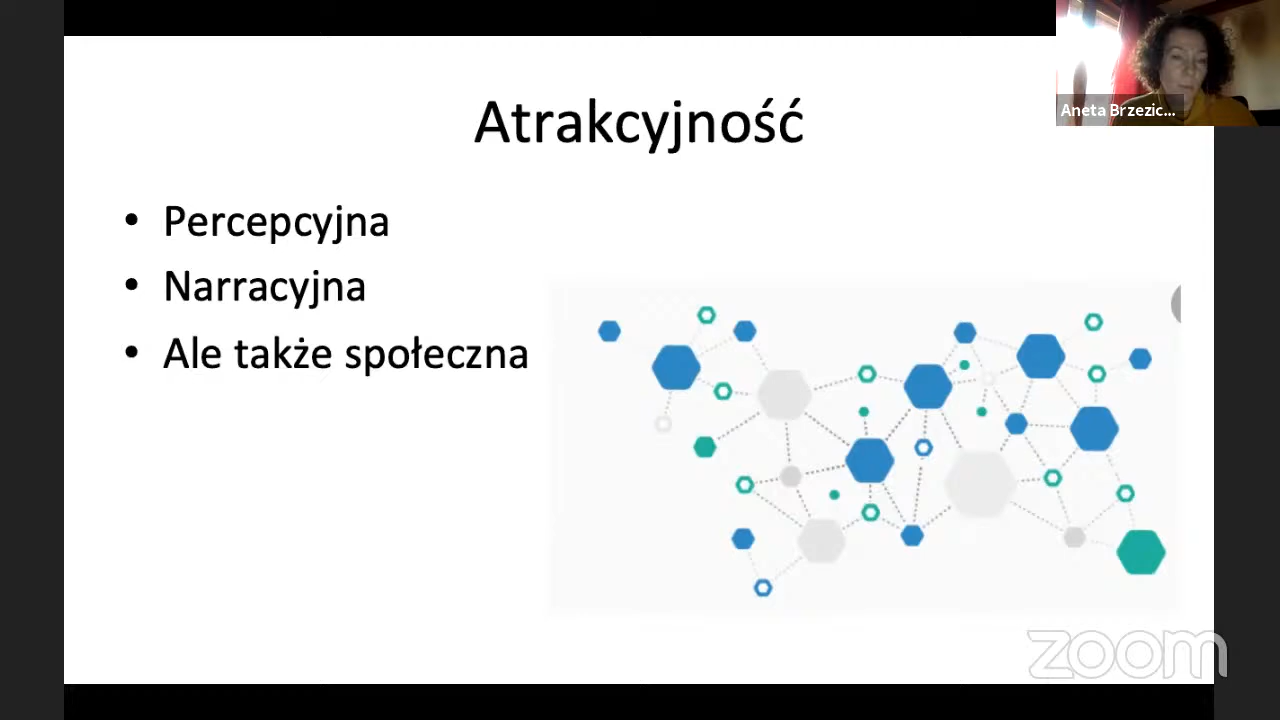 Aneta Brzezic...
Atrakcyjność
• Percepcyjna
• Narracyjna
• Ale także społeczna
zoom